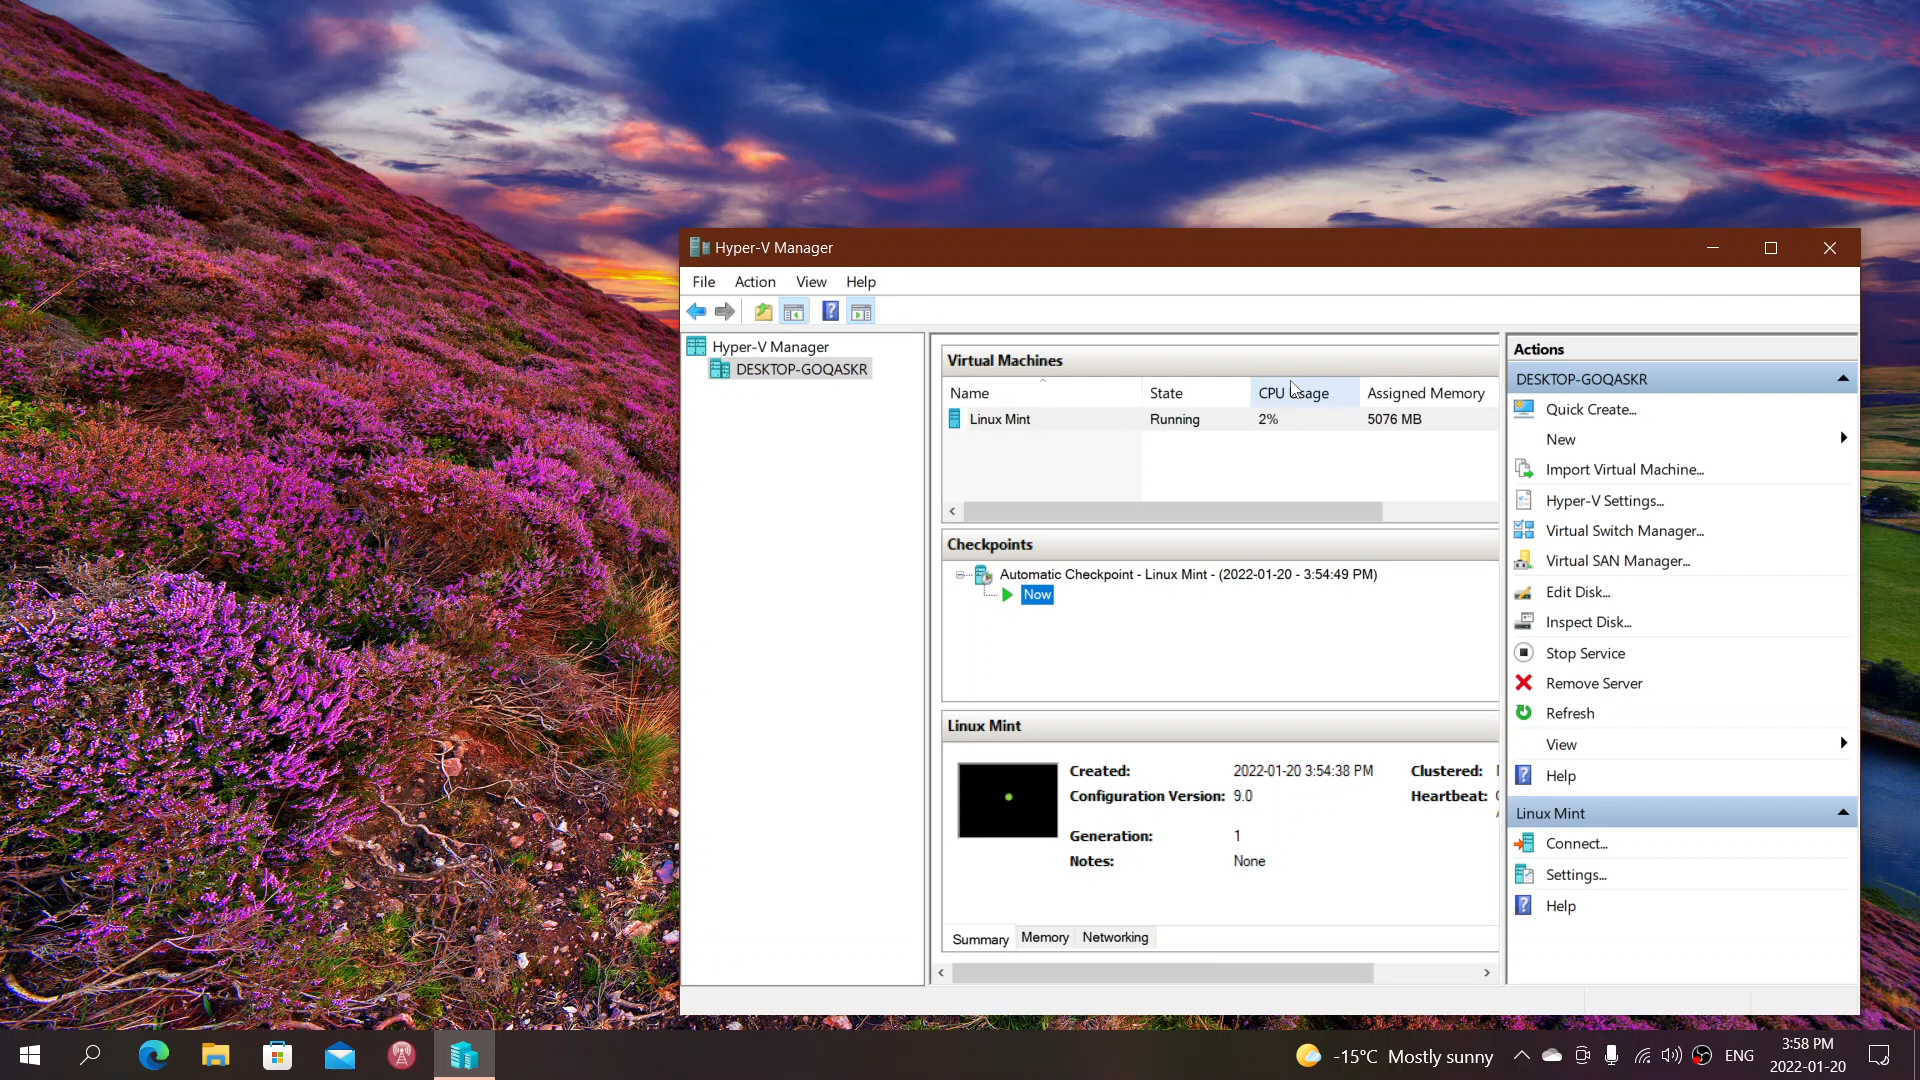 Hyper-V Manager
File Action View Help
Hyper-V Manager
DESKTOP-GOQASKR
Virtual Machines
Name State CPU Usage Assigned Memory
Linux Mint Running 2% 5076 MB
Checkpoints
Automatic Checkpoint - Linux Mint - (2022-01-20 - 3:54:49 PM)
Now
Linux Mint
Created: 2022-01-20 3:54:38 PM Clustered:
Configuration Version: 9.0 Heartbeat:
Generation: 1
Notes: None
Summary Memory Networking
Actions
DESKTOP-GOQASKR
Quick Create...
New
Import Virtual Machine...
Hyper-V Settings...
Virtual Switch Manager...
Virtual SAN Manager...
Edit Disk...
Inspect Disk...
Stop Service
Remove Server
Refresh
View
Help
Linux Mint
Connect...
Settings...
Help
-15°C Mostly sunny
ENG
3:58 PM
2022-01-20